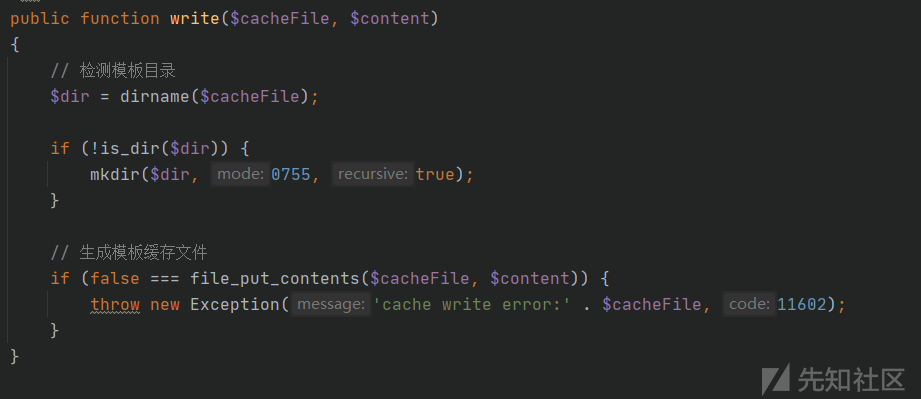 public function write($cacheFile, $content)
{
    // 检测模板目录
    $dir = dirname($cacheFile);

    if (!is_dir($dir)) {
        mkdir($dir, mode: 0755, recursive: true);
    }

    // 生成模板缓存文件
    if (false === file_put_contents($cacheFile, $content)) {
        throw new Exception( message: 'cache write error:' . $cacheFile, code: 11602);
    }
}
先知社区